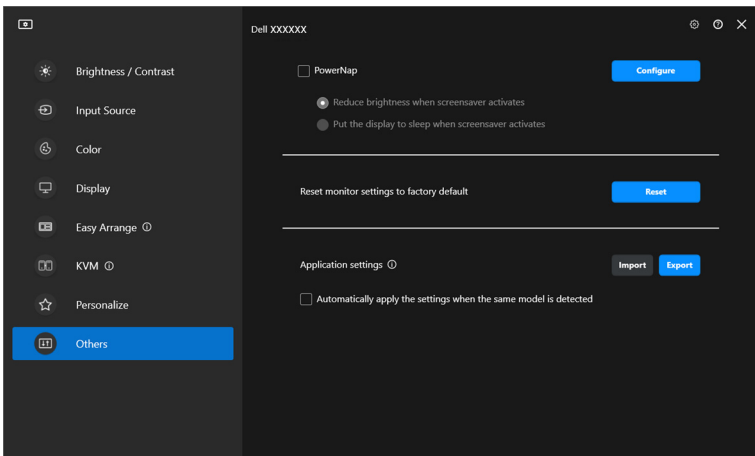 Dell XXXXXX
Brightness / Contrast
Input Source
Color
Display
Easy Arrange
KVM
Personalize
Others
PowerNap
Configure
Reduce brightness when screensaver activates
Put the display to sleep when screensaver activates
Reset monitor settings to factory default
Reset
Application settings
Import
Export
Automatically apply the settings when the same model is detected